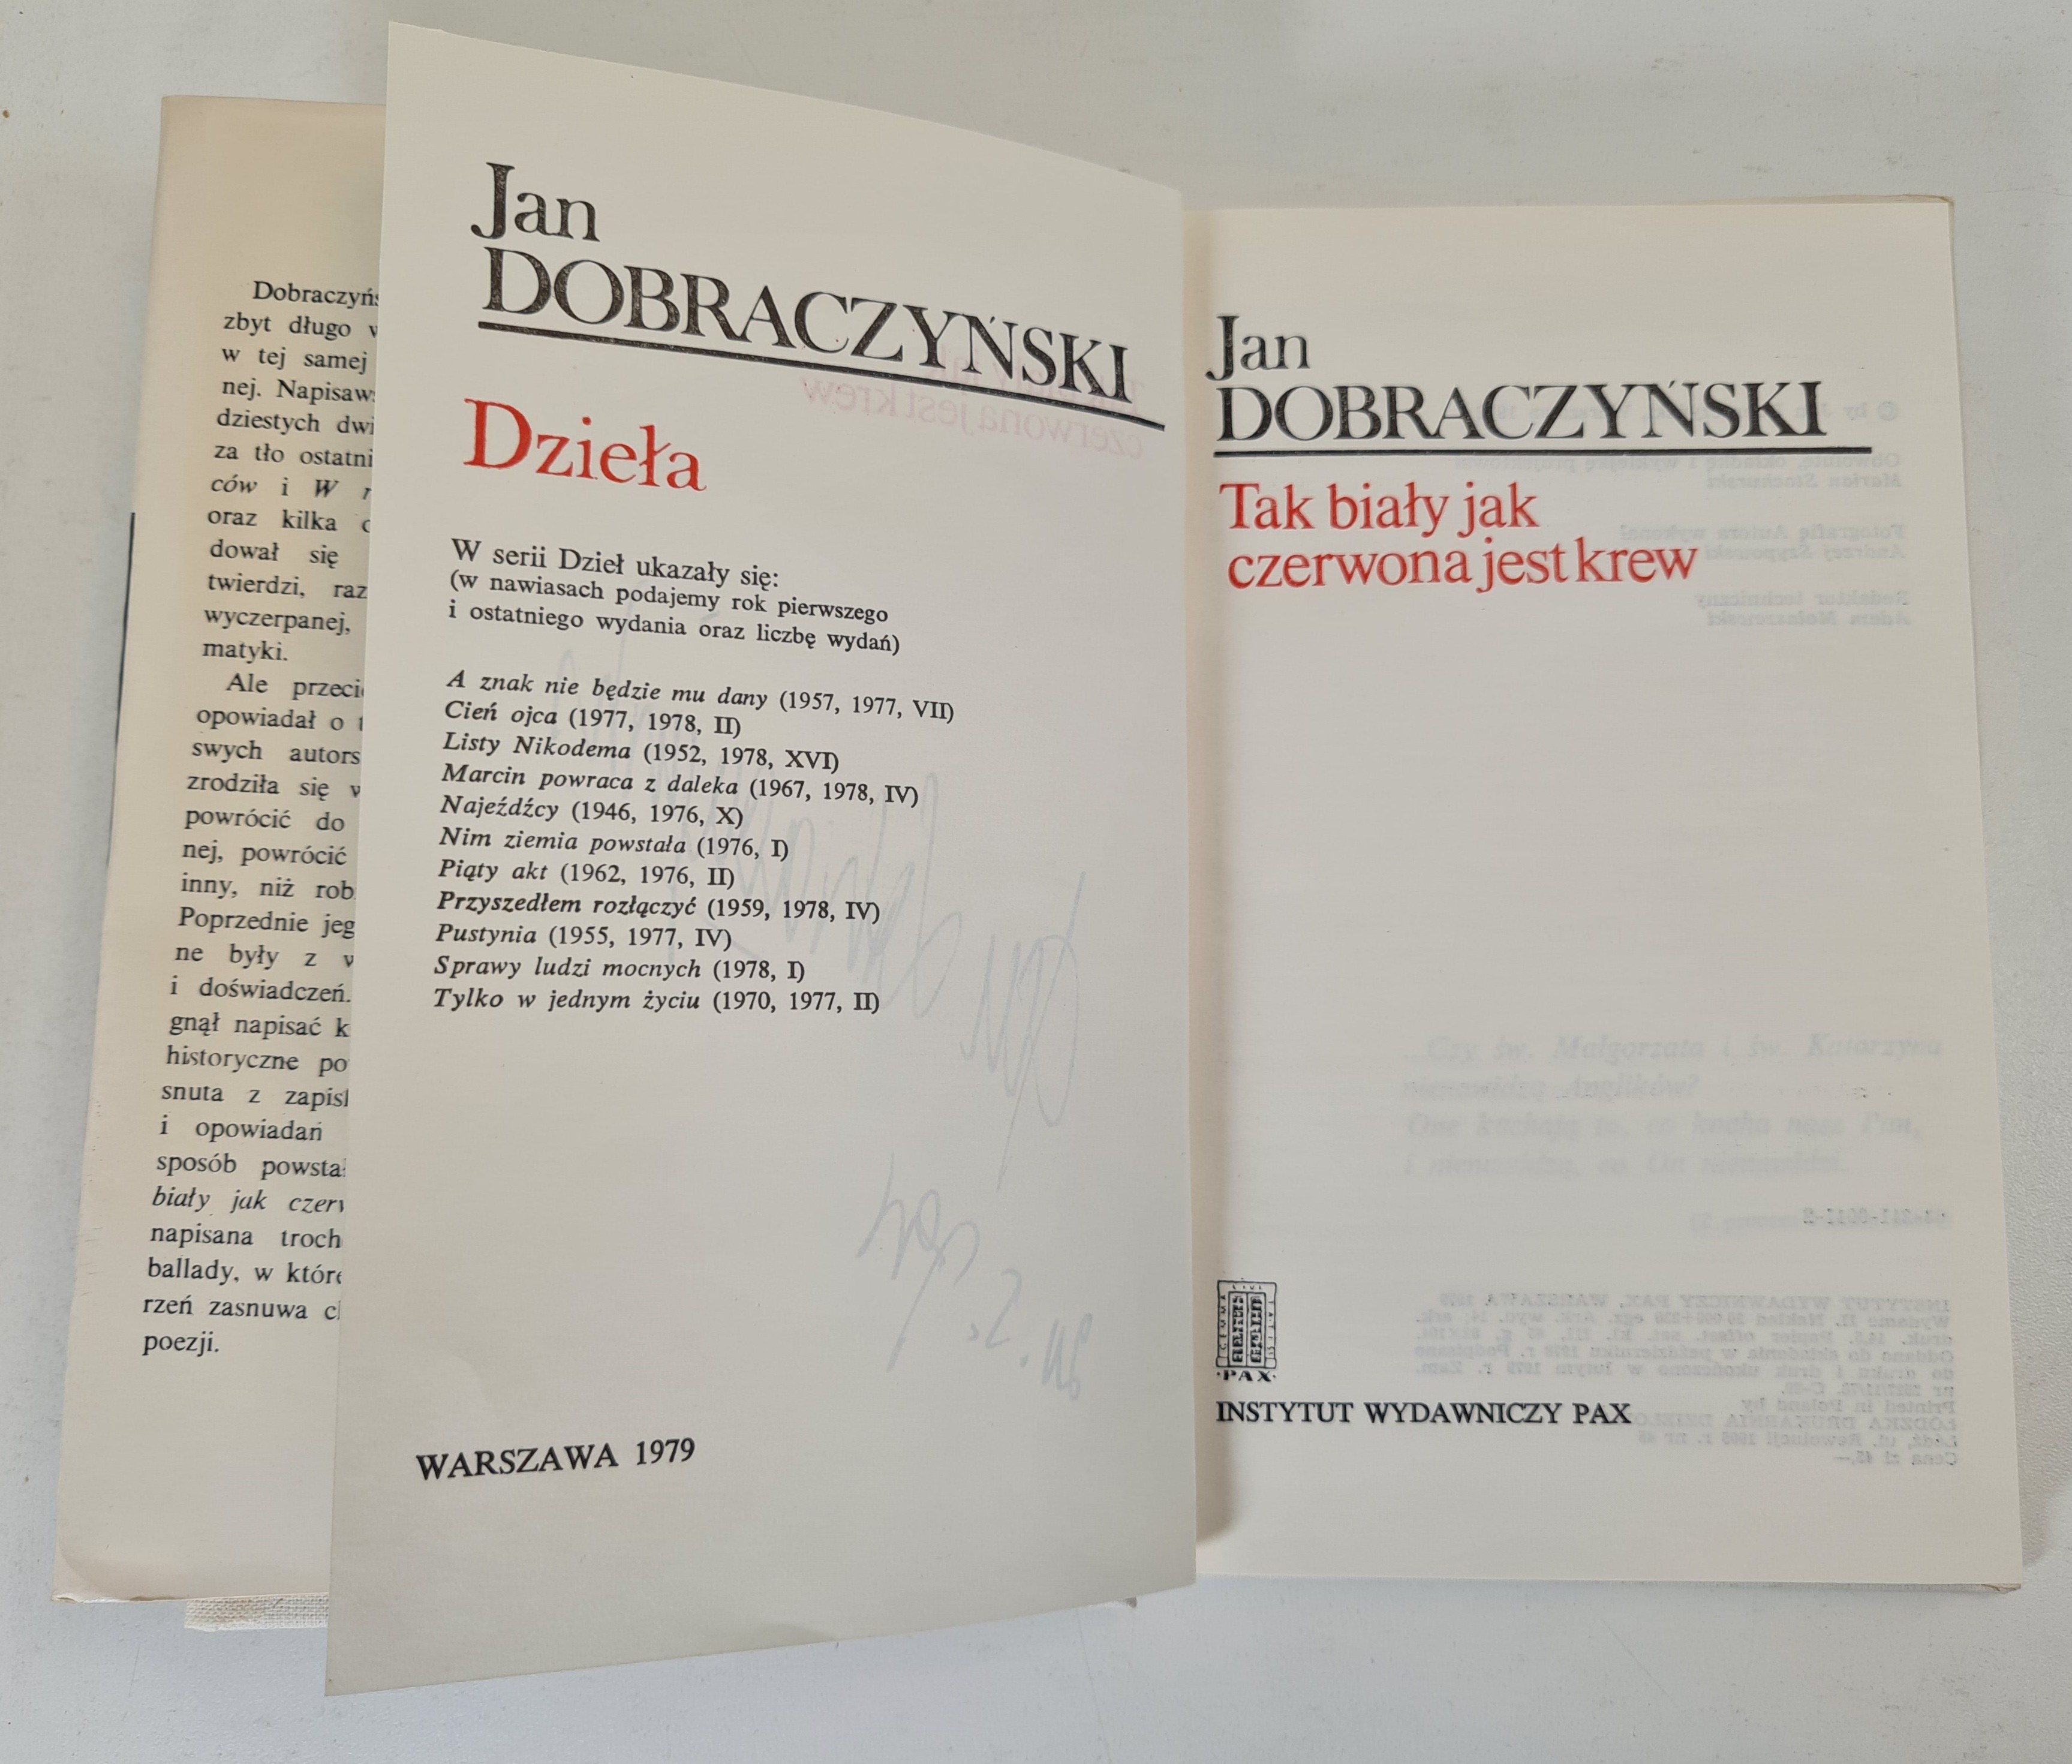 Dobraczyńs
zbyt długo w
w tej samej
nej. Napisaw
dziestych dwi
za tło ostatni
ców i W r
oraz kilka
dował się
twierdzi, raz
wyczerpanej,
matyki.
Ale przeci
opowiadał o t
swych autors
zrodziła się w
powrócić do
nej, powrócić
inny, niż rob
Poprzednie jeg
ne były z w
i doświadczeń.
gnął napisać k
historyczne po
snuta z zapis
i opowiadań
sposób powsta
biały jak czerw
napisana troch
ballady, w któr
rzeń zasnuwa c
poezji.
Jan
DOBRACZYŃSKI
Dzieła
W serii Dzieł ukazały się:
(w nawiasach podajemy rok pierwszego
i ostatniego wydania oraz liczbę wydań)
A znak nie będzie mu dany (1957, 1977, VII)
Cień ojca (1977, 1978, II)
Listy Nikodema (1952, 1978, XVI)
Marcin powraca z daleka (1967, 1978, IV)
Najeźdźcy (1946, 1976, X)
Nim ziemia powstała (1976, I)
Piąty akt (1962, 1976, II)
Przyszedłem rozłączyć (1959, 1978, IV)
Pustynia (1955, 1977, IV)
Sprawy ludzi mocnych (1978, I)
Tylko w jednym życiu (1970, 1977, II)
WARSZAWA 1979
Jan
DOBRACZYŃSKI
Tak biały jak
czerwona jest krew
·PAX·
INSTYTUT WYDAWNICZY PAX